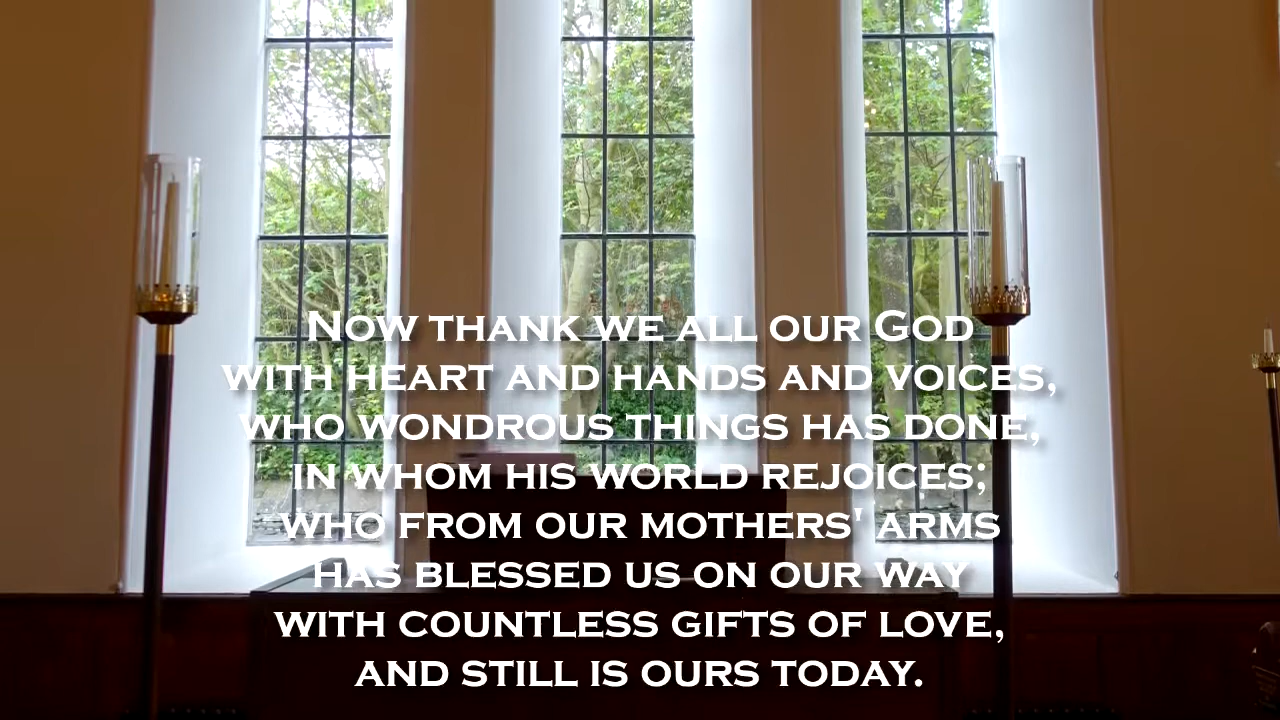 Now thank we all our God
with heart and hands and voices,
who wondrous things has done,
in whom his world rejoices;
who from our mothers' arms
has blessed us on our way
with countless gifts of love,
and still is ours today.